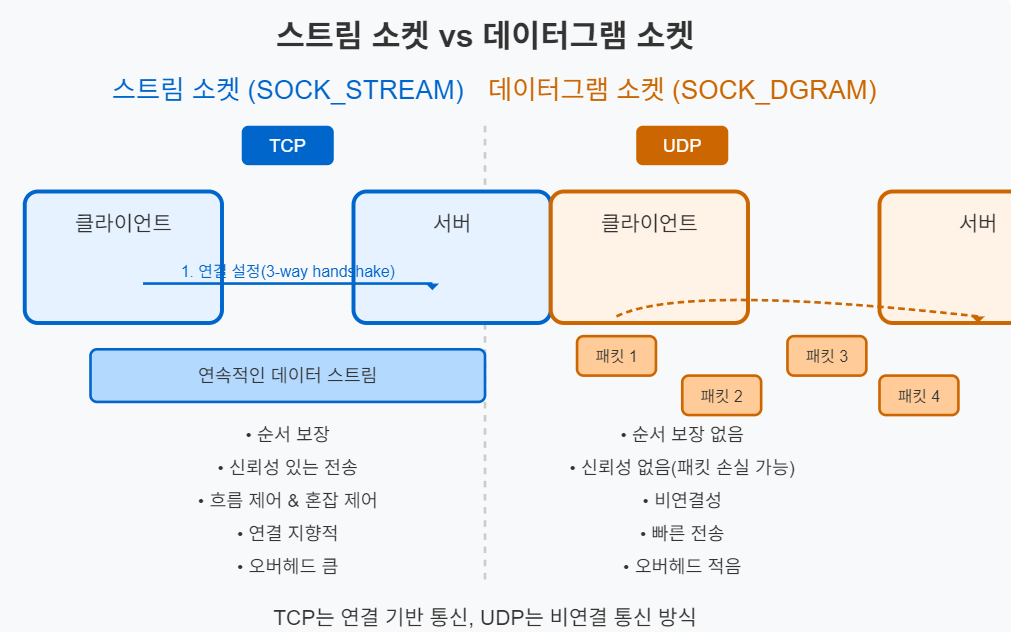 스트림 소켓 vs 데이터그램 소켓
스트림 소켓 (SOCK_STREAM)
TCP
클라이언트
서버
1. 연결 설정(3-way handshake)
연속적인 데이터 스트림
• 순서 보장
• 신뢰성 있는 전송
• 흐름 제어 & 혼잡 제어
• 연결 지향적
• 오버헤드 큼
데이터그램 소켓 (SOCK_DGRAM)
UDP
클라이언트
서버
패킷 1
패킷 2
패킷 3
패킷 4
• 순서 보장 없음
• 신뢰성 없음(패킷 손실 가능)
• 비연결성
• 빠른 전송
• 오버헤드 적음
TCP는 연결 기반 통신, UDP는 비연결 통신 방식